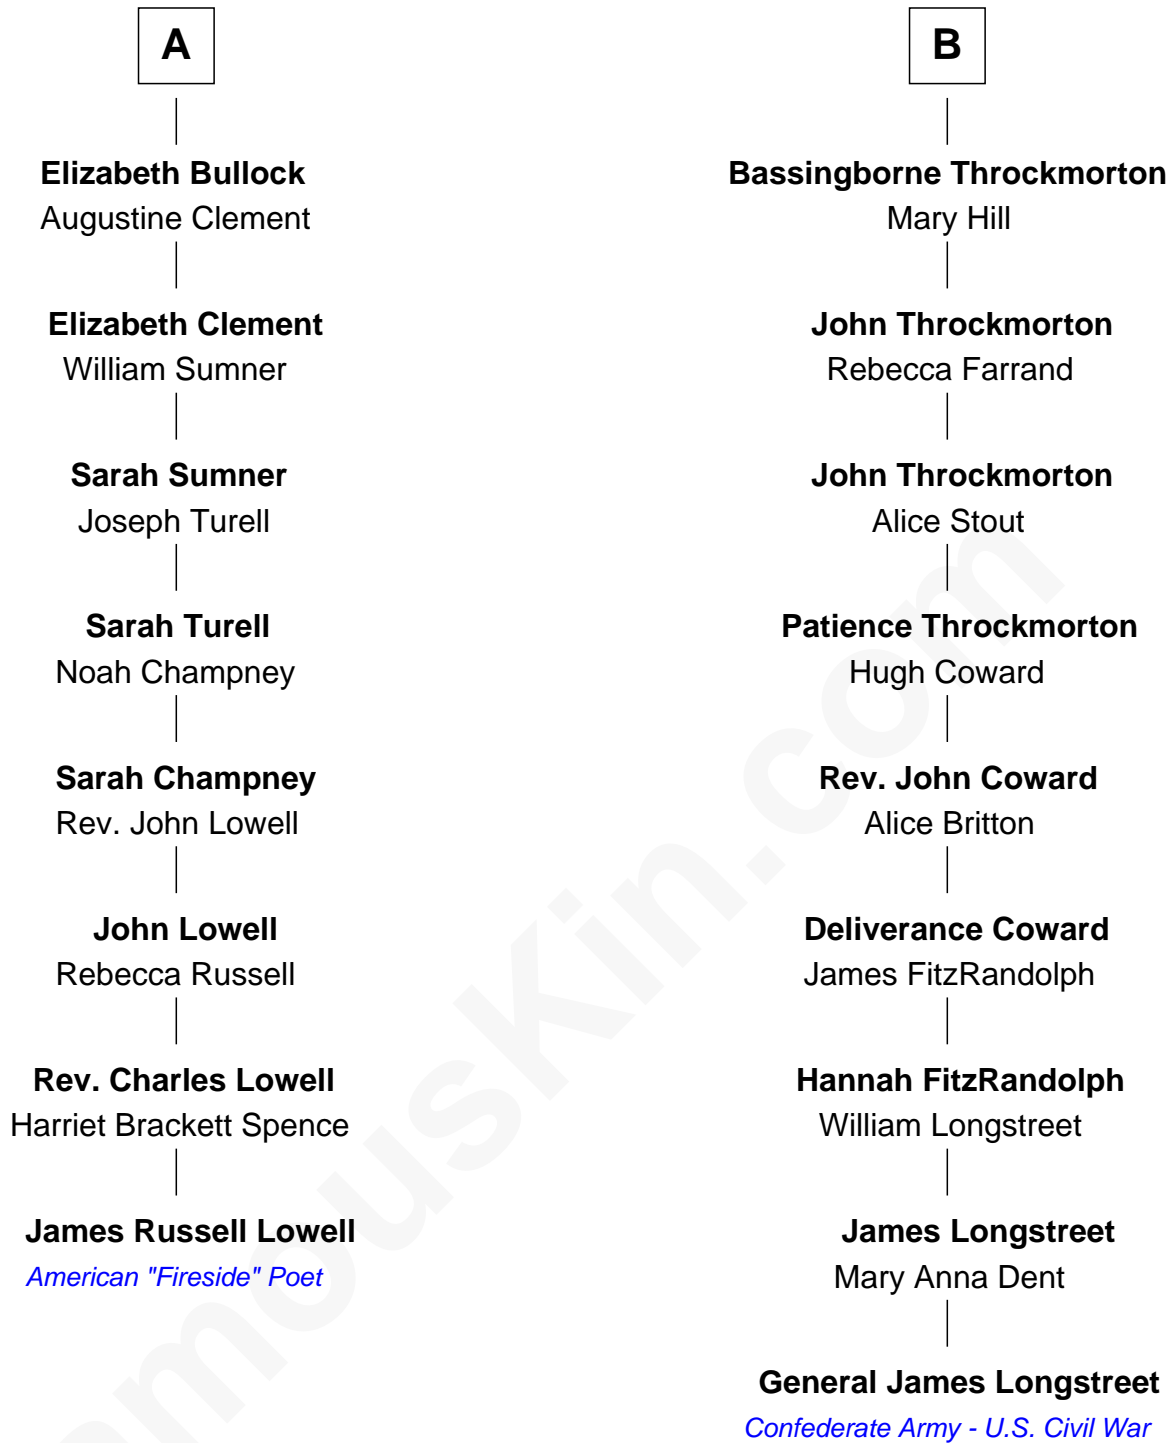 A
Elizabeth Bullock
Augustine Clement
Elizabeth Clement
William Sumner
Sarah Sumner
Joseph Turell
Sarah Turell
Noah Champney
Sarah Champney
Rev. John Lowell
John Lowell
Rebecca Russell
Rev. Charles Lowell
Harriet Brackett Spence
James Russell Lowell
American "Fireside" Poet
B
Bassingborne Throckmorton
Mary Hill
John Throckmorton
Rebecca Farrand
John Throckmorton
Alice Stout
Patience Throckmorton
Hugh Coward
Rev. John Coward
Alice Britton
Deliverance Coward
James FitzRandolph
Hannah FitzRandolph
William Longstreet
James Longstreet
Mary Anna Dent
General James Longstreet
Confederate Army - U.S. Civil War
amouskin.com